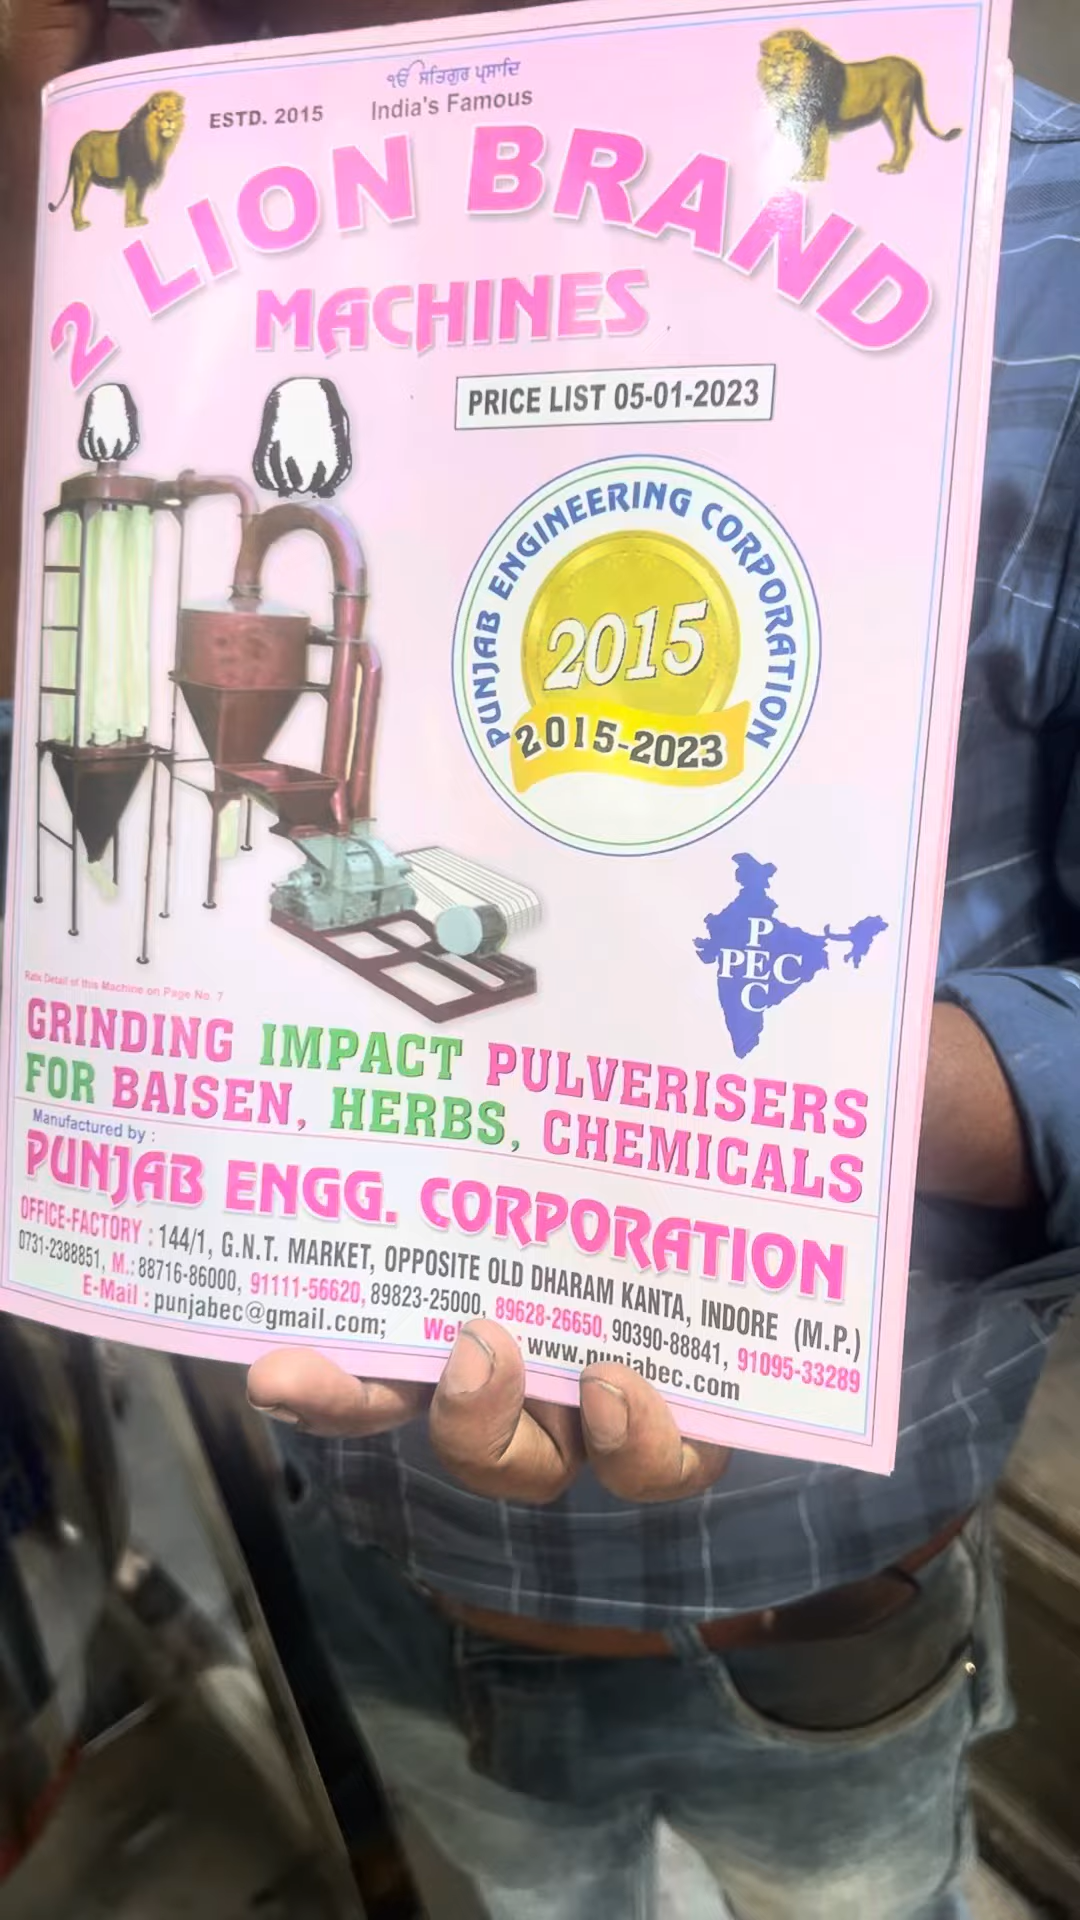 ੴ ਸਤਿਗੁਰ ਪ੍ਰਸਾਦਿ
ESTD. 2015
India's Famous
2 LION BRAND
MACHINES
PRICE LIST 05-01-2023
PUNJAB ENGINEERING CORPORATION
2015
2015-2023
P
PEC
C
Rate Detail of this Machine on Page No. 7
GRINDING IMPACT PULVERISERS
FOR BAISEN, HERBS, CHEMICALS
Manufactured by :
PUNJAB ENGG. CORPORATION
OFFICE-FACTORY : 144/1, G.N.T. MARKET, OPPOSITE OLD DHARAM KANTA, INDORE (M.P.)
0731-2388851, M.: 88716-86000, 91111-56620, 89823-25000, 89628-26650, 90390-88841, 91095-33289
E-Mail : punjabec@gmail.com; : www.punjabec.com